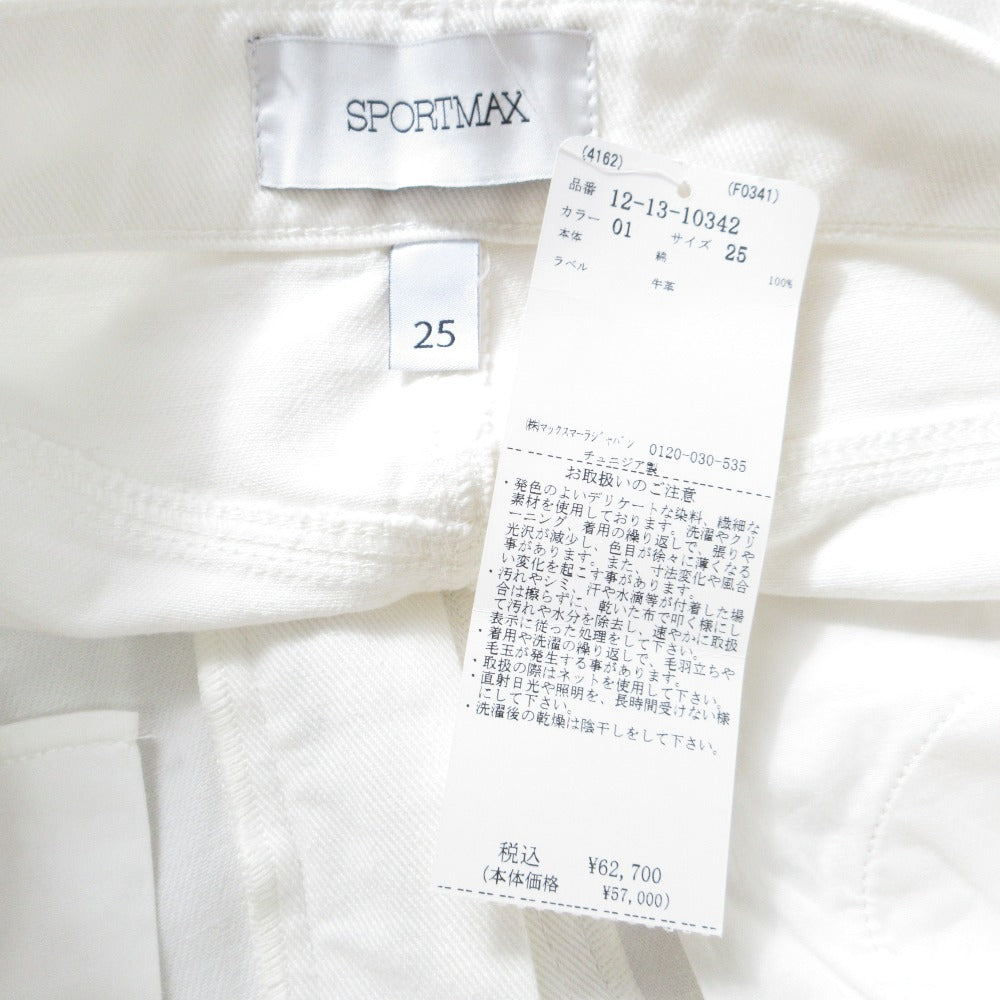 SPORTMAX
25
(4162)
(F0341)
品番 12-13-10342
カラー 01 サイズ 25
本体 綿 100%
ラベル 牛革
㈱マックスマーラジャパン 0120-030-535
チュニジア製
お取扱いのご注意
・発色のよいデリケートな染料、繊細な
素材を使用しております。洗濯やクリ
ーニング、着用の繰り返しで、張りや
光沢が減少し、色目が徐々に薄くなる
事があります。また、寸法変化や風合
い変化を起こす事があります。
・汚れやシミ、汗や水滴等が付着した場
合は擦らずに、乾いた布で叩く様にし
て汚れや水分を除去し、速やかに取扱
表示に従った処理をして下さい。
・着用や洗濯の繰り返しで、毛羽立ちや
毛玉が発生する事があります。
・取扱の際はネットを使用して下さい。
・直射日光や照明を、長時間受けない様
にして下さい。
・洗濯後の乾燥は陰干しをして下さい。
税込 ¥62,700
(本体価格 ¥57,000)